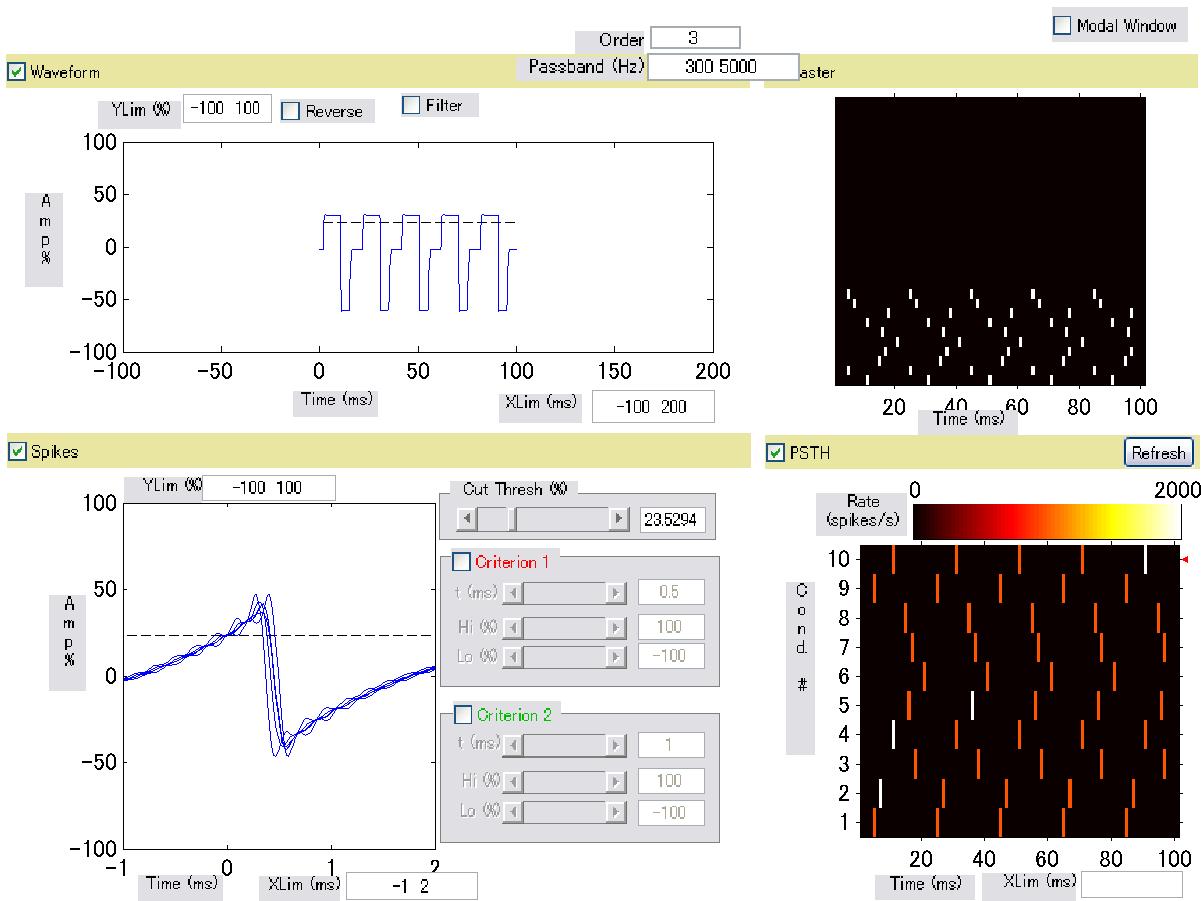 Modal Window
Order 3
Passband (Hz) 300 5000
Waveform
aster
YLim (%) -100 100 Reverse Filter
100
50
0
-50
-100
Amp%
-100 -50 0 50 100 150 200
Time (ms)
XLim (ms) -100 200
20 40 60 80 100
Time (ms)
Spikes
YLim (%) -100 100
100
50
0
-50
-100
Amp%
-1 0 1 2
Time (ms) XLim (ms) -1 2
Cut Thresh (%)
23.5294
Criterion 1
t (ms) 0.5
Hi (%) 100
Lo (%) -100
Criterion 2
t (ms) 1
Hi (%) 100
Lo (%) -100
PSTH Refresh
Rate
(spikes/s)
0 2000
10
9
8
7
6
5
4
3
2
1
Cond. #
20 40 60 80 100
Time (ms) XLim (ms)